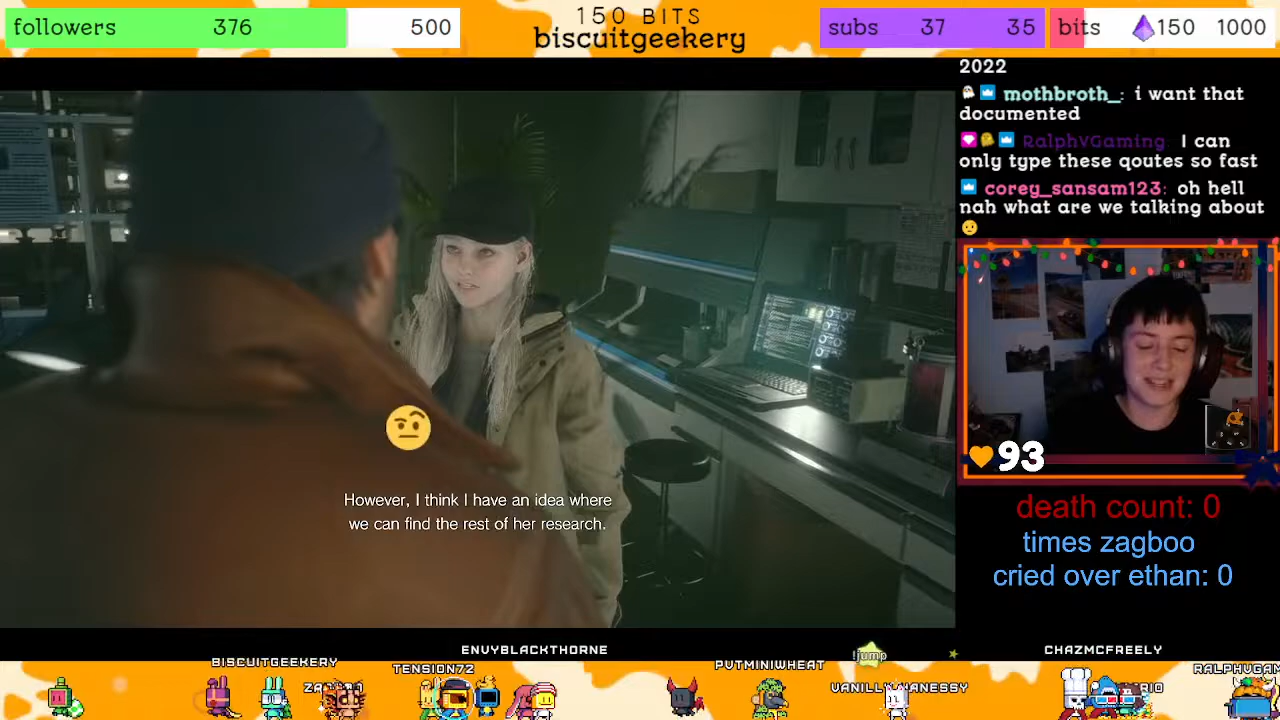 followers 376 500
150 BITS
biscuitgeekery
subs 37 35
bits 150 1000
2022
mothbroth_: i want that
documented
RalphVGaming: I can
only type these qoutes so fast
corey_sansam123: oh hell
nah what are we talking about
93
However, I think I have an idea where
we can find the rest of her research.
death count: 0
times zagboo
cried over ethan: 0
ENVYBLACKTHORNE
!jump
CHAZMCFREELY
BISCUITGEEKERY
TENSION72
PVTMINIWHEAT
RALPHVGAM